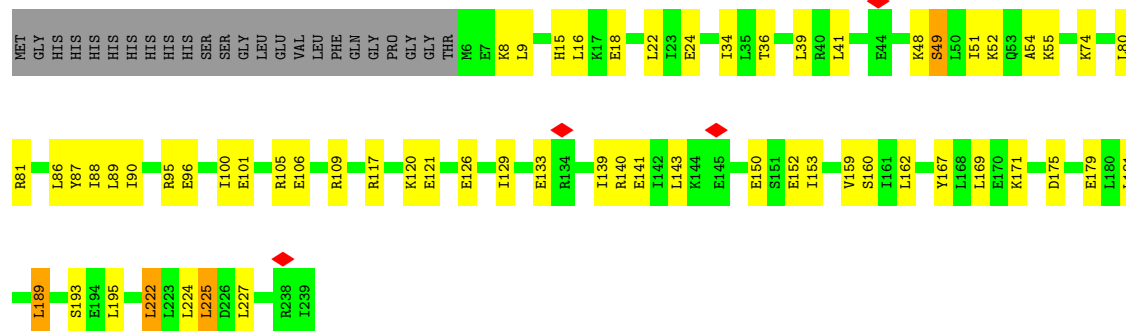 MET GLY HIS HIS HIS HIS HIS HIS HIS HIS HIS SER SER GLY LEU GLU VAL LEU PHE GLN GLY PRO GLY GLY THR M6 E7 K8 L9 H15 L16 K17 E18 L22 I23 E24 I34 L35 T36 L39 R40 L41 E44 K48 S49 L50 I51 K52 Q53 A54 K55 K74 L80
R81 L86 Y87 I88 L89 I90 R95 E96 I100 E101 R105 E106 R109 R117 K120 E121 E126 I129 E133 R134 I139 R140 E141 I142 L143 K144 E145 E150 S151 E152 I153 V159 S160 I161 L162 Y167 L168 L169 E170 K171 D175 E179 L180
L189 S193 E194 L195 L222 L223 L224 L225 D226 L227 R238 I239